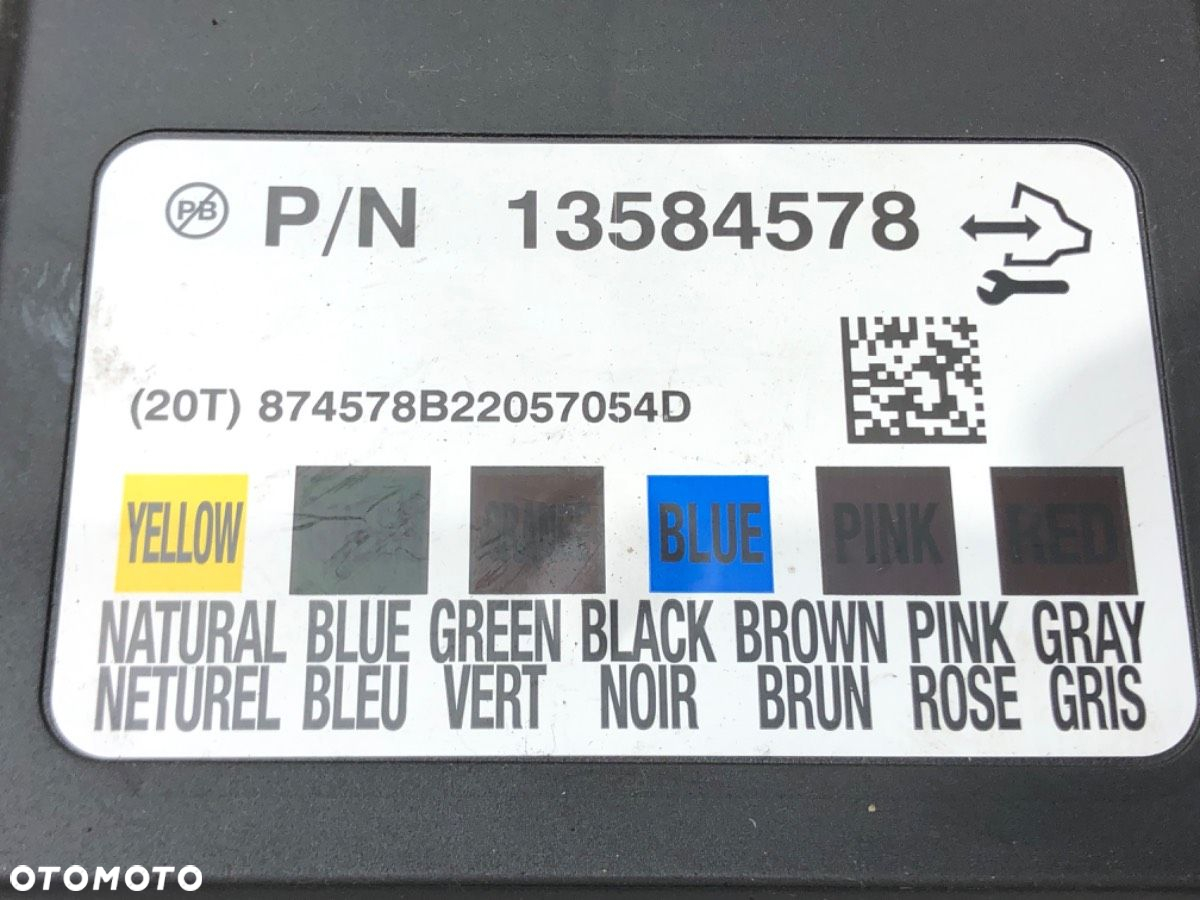 PB P/N 13584578
(20T) 874578B22057054D
YELLOW ORANGE BLUE PINK RED
NATURAL BLUE GREEN BLACK BROWN PINK GRAY
NETUREL BLEU VERT NOIR BRUN ROSE GRIS
OTOMOTO